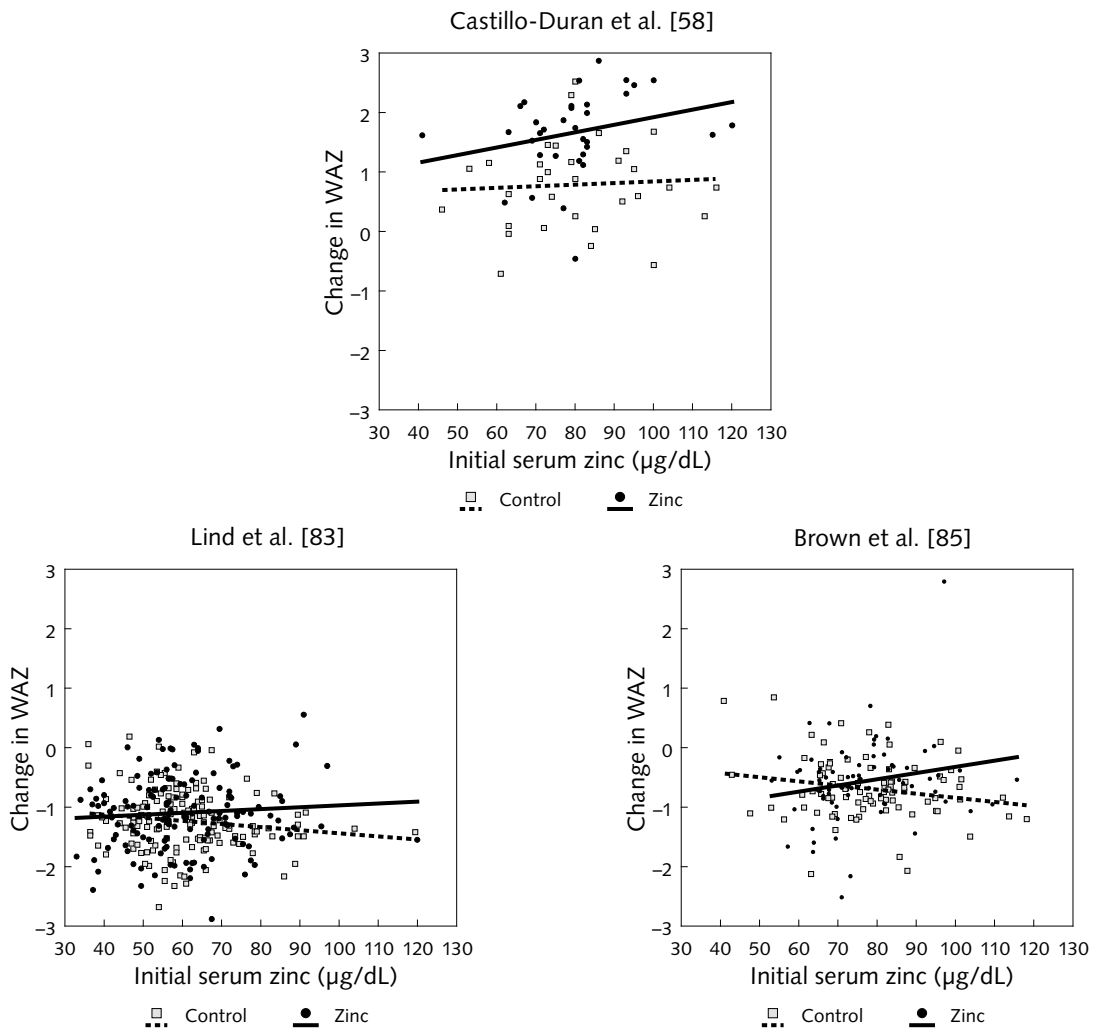 Castillo-Duran et al. [58]
Change in WAZ
3
2
1
0
−1
−2
−3
30 40 50 60 70 80 90 100 110 120 130
Initial serum zinc (µg/dL)
Control Zinc
Lind et al. [83]
Change in WAZ
3
2
1
0
−1
−2
−3
30 40 50 60 70 80 90 100 110 120 130
Initial serum zinc (µg/dL)
Control Zinc
Brown et al. [85]
Change in WAZ
3
2
1
0
−1
−2
−3
30 40 50 60 70 80 90 100 110 120 130
Initial serum zinc (µg/dL)
Control Zinc